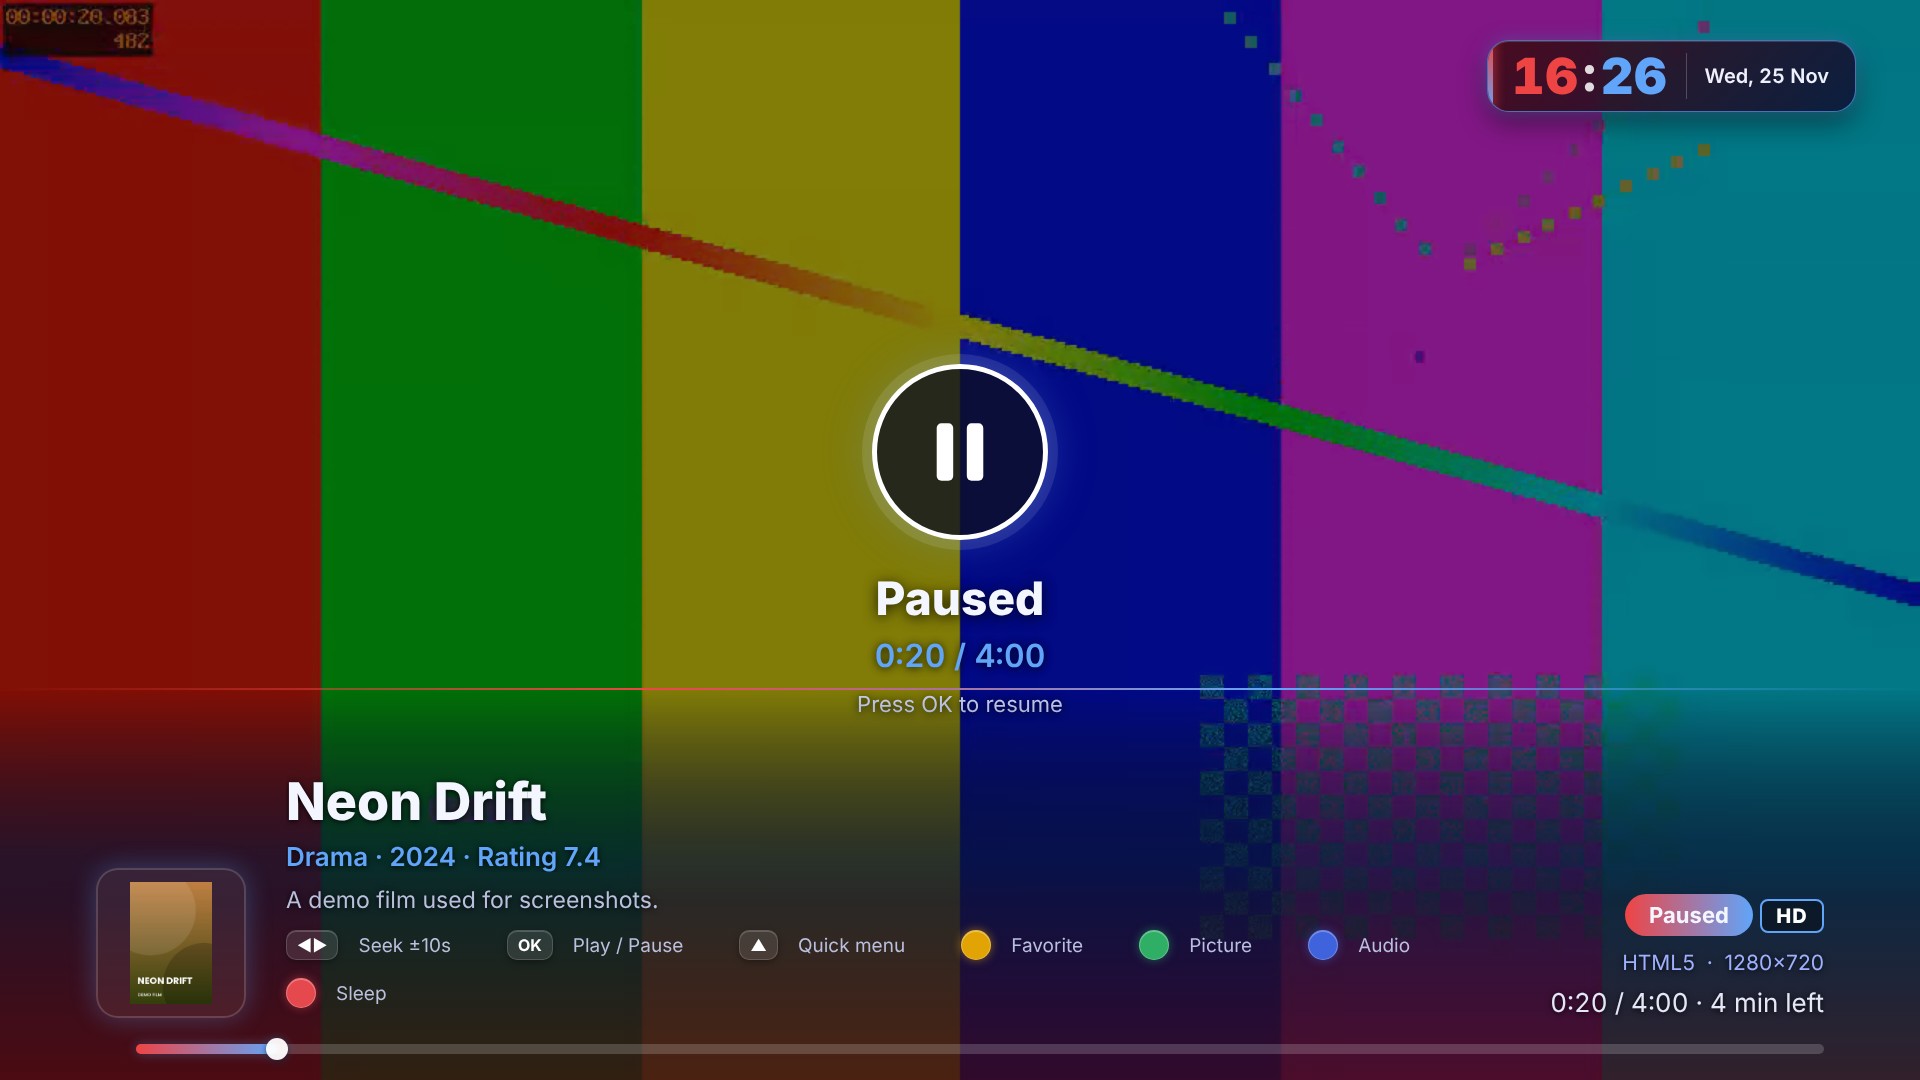 00:00:20.083
482
16:26
Wed, 25 Nov
Paused
0:20 / 4:00
Press OK to resume
Neon Drift
Drama · 2024 · Rating 7.4
A demo film used for screenshots.
◀▶ Seek ±10s OK Play / Pause ▲ Quick menu Favorite Picture Audio
Sleep
NEON DRIFT
DEMO FILM
Paused HD
HTML5 · 1280×720
0:20 / 4:00 · 4 min left